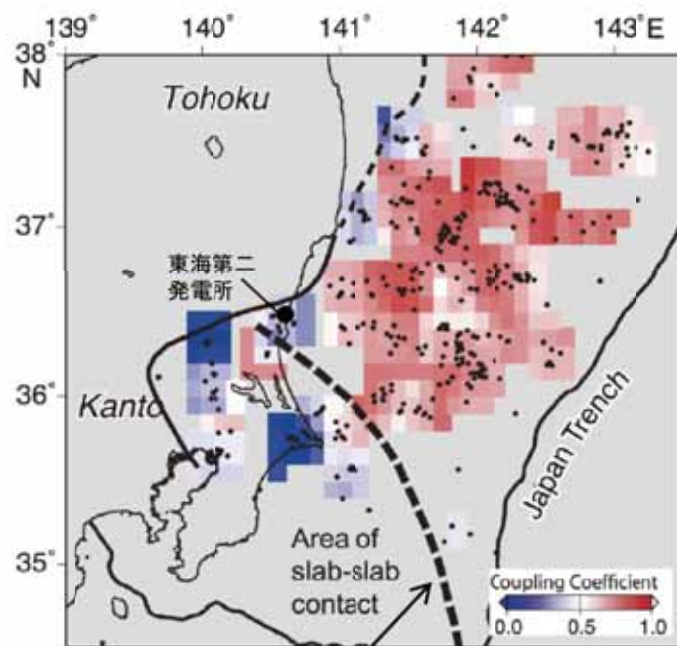 139 140 141 142 143 E
38
N
Tohoku
37
東海第二
発電所
36
Kanto
Japan Trench
35
Area of
slab-slab
contact
Coupling Coefficient
0.0 0.5 1.0